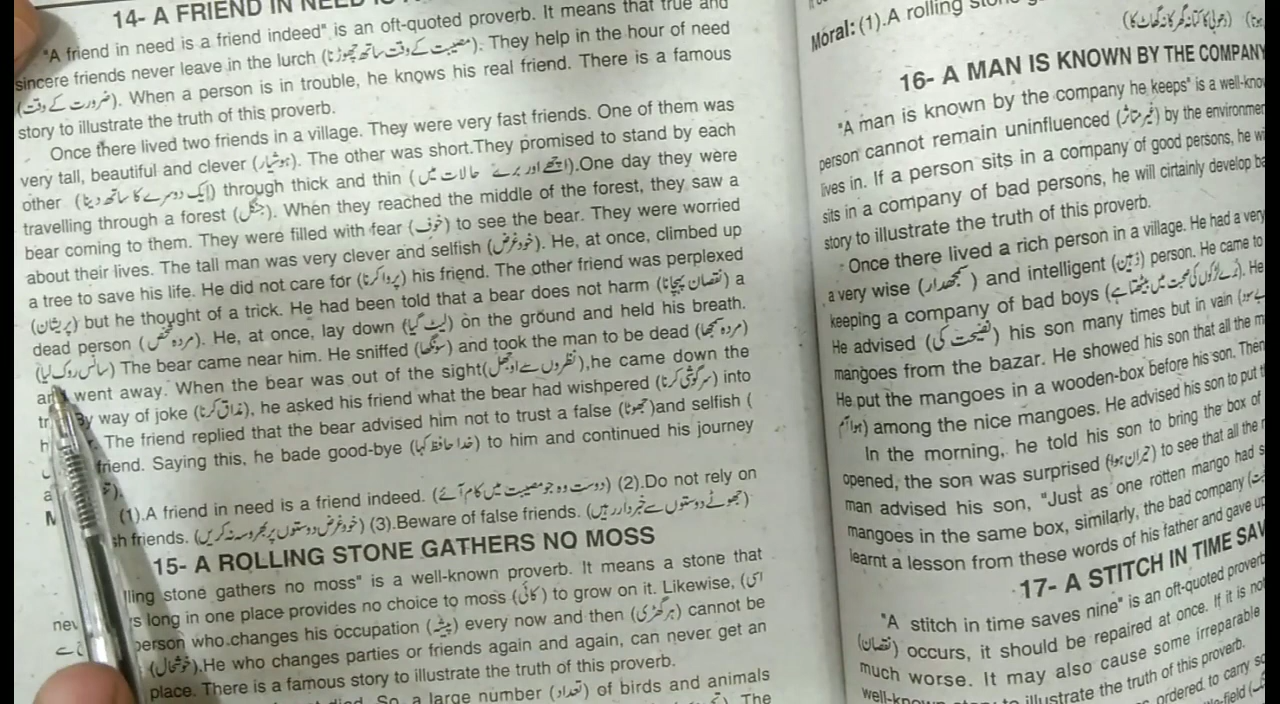 14- A FRIEND IN NEED IS
"A friend in need is a friend indeed" is an oft-quoted proverb. It means that true and
sincere friends never leave in the lurch (مصیبت کے وقت ساتھ چھوڑنا). They help in the hour of need
(ضرورت کے وقت). When a person is in trouble, he knows his real friend. There is a famous
story to illustrate the truth of this proverb.
Once there lived two friends in a village. They were very fast friends. One of them was
very tall, beautiful and clever (ہوشیار). The other was short.They promised to stand by each
other (ایک دوسرے کا ساتھ دینا) through thick and thin (اچھے اور برے حالات میں).One day they were
travelling through a forest (جنگل). When they reached the middle of the forest, they saw a
bear coming to them. They were filled with fear (خوف) to see the bear. They were worried
about their lives. The tall man was very clever and selfish (خودغرض). He, at once, climbed up
a tree to save his life. He did not care for (پرواکرنا) his friend. The other friend was perplexed
(پریشان) but he thought of a trick. He had been told that a bear does not harm (نقصان پہچانا) a
dead person (مردہ شخص). He, at once, lay down (لیٹ گیا) on the ground and held his breath.
(سانس روک لیا) The bear came near him. He sniffed (سونگھا) and took the man to be dead (مردہ سمجھا)
went away. When the bear was out of the sight(نظروں سے اوجھل),he came down the
way of joke (مذاق کرنا), he asked his friend what the bear had wishpered (سرگوشی کرنا) into
The friend replied that the bear advised him not to trust a false (جھوٹا)and selfish (
friend. Saying this, he bade good-bye (خدا حافظ کہا) to him and continued his journey
(1).A friend in need is a friend indeed. (دوست وہ جو مصیبت میں کام آئے) (2).Do not rely on
sh friends. (خودغرض دوستوں پر بھروسہ نہ کریں) (3).Beware of false friends. (جھوٹے دوستوں سے خبردار رہیں)
15- A ROLLING STONE GATHERS NO MOSS
lling stone gathers no moss" is a well-known proverb. It means a stone that
long in one place provides no choice to moss (کائی) to grow on it. Likewise, (اسی
person who changes his occupation (پیشہ) every now and then (ہر گھڑی) cannot be
(خوشحال).He who changes parties or friends again and again, can never get an
place. There is a famous story to illustrate the truth of this proverb.
So, a large number (تعداد) of birds and animals
The
Moral: (1).A rolling
16- A MAN IS KNOWN BY THE COMPANY
"A man is known by the company he keeps" is a well-kno
person cannot remain uninfluenced (غیر متاثر) by the environmen
lives in. If a person sits in a company of good persons, he wi
sits in a company of bad persons, he will cirtainly develop ba
story to illustrate the truth of this proverb.
Once there lived a rich person in a village. He had a very
a very wise (سمجھدار) and intelligent (ذہین) person. He came to
keeping a company of bad boys (بُرے لڑکوں کی صحبت میں بیٹھتا ہے). He
He advised (نصیحت کی) his son many times but in vain
mangoes from the bazar. He showed his son that all the m
He put the mangoes in a wooden-box before his son. Then
among the nice mangoes. He advised his son to put t
In the morning, he told his son to bring the box of
opened, the son was surprised (حیران ہوا) to see that all the
man advised his son, "Just as one rotten mango had s
mangoes in the same box, similarly, the bad company
learnt a lesson from these words of his father and gave up
17- A STITCH IN TIME SAV
"A stitch in time saves nine" is an oft-quoted proverb
(نقصان) occurs, it should be repaired at once. If it is not
much worse. It may also cause some irreparable
well-known to illustrate the truth of this proverb.
ordered to carry